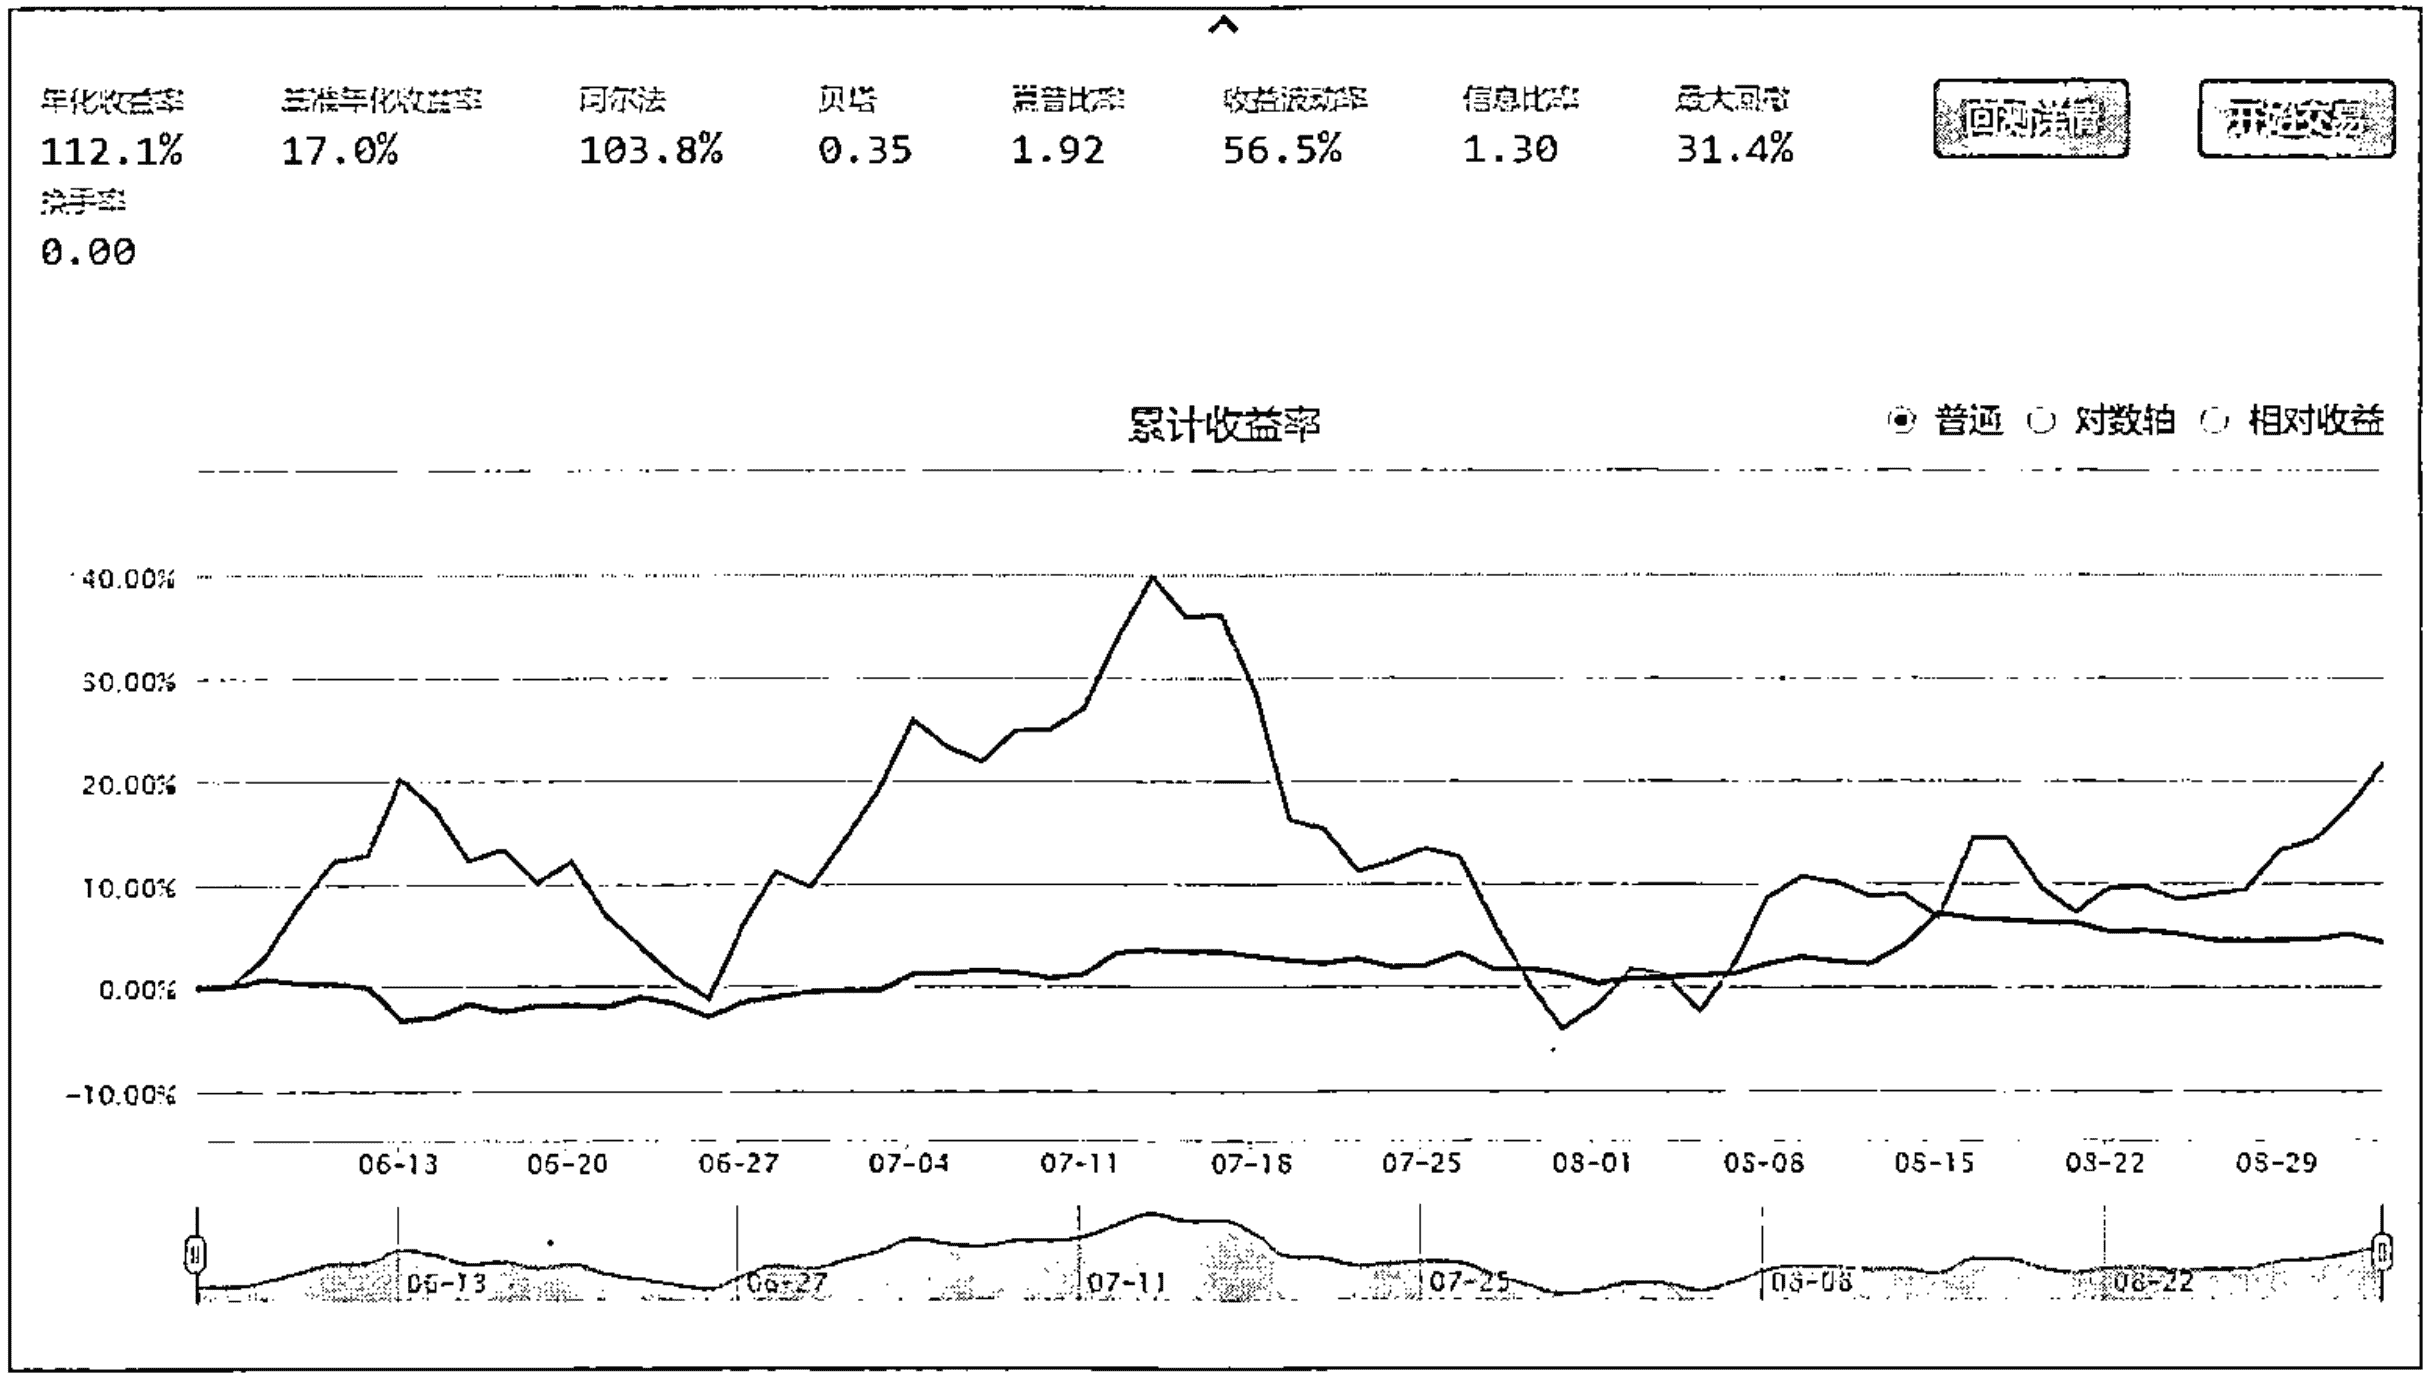 年化收益率 基准年化收益率 阿尔法 贝塔 夏普比率 收益波动率 信息比率 最大回撤 回测详情 开始交易
112.1% 17.0% 103.8% 0.35 1.92 56.5% 1.30 31.4%
换手率
0.00
累计收益率 普通 对数轴 相对收益
40.00%
30.00%
20.00%
10.00%
0.00%
-10.00%
06-13 06-20 06-27 07-04 07-11 07-18 07-25 08-01 08-08 08-15 08-22 08-29
06-13 06-27 07-11 07-25 08-08 08-22